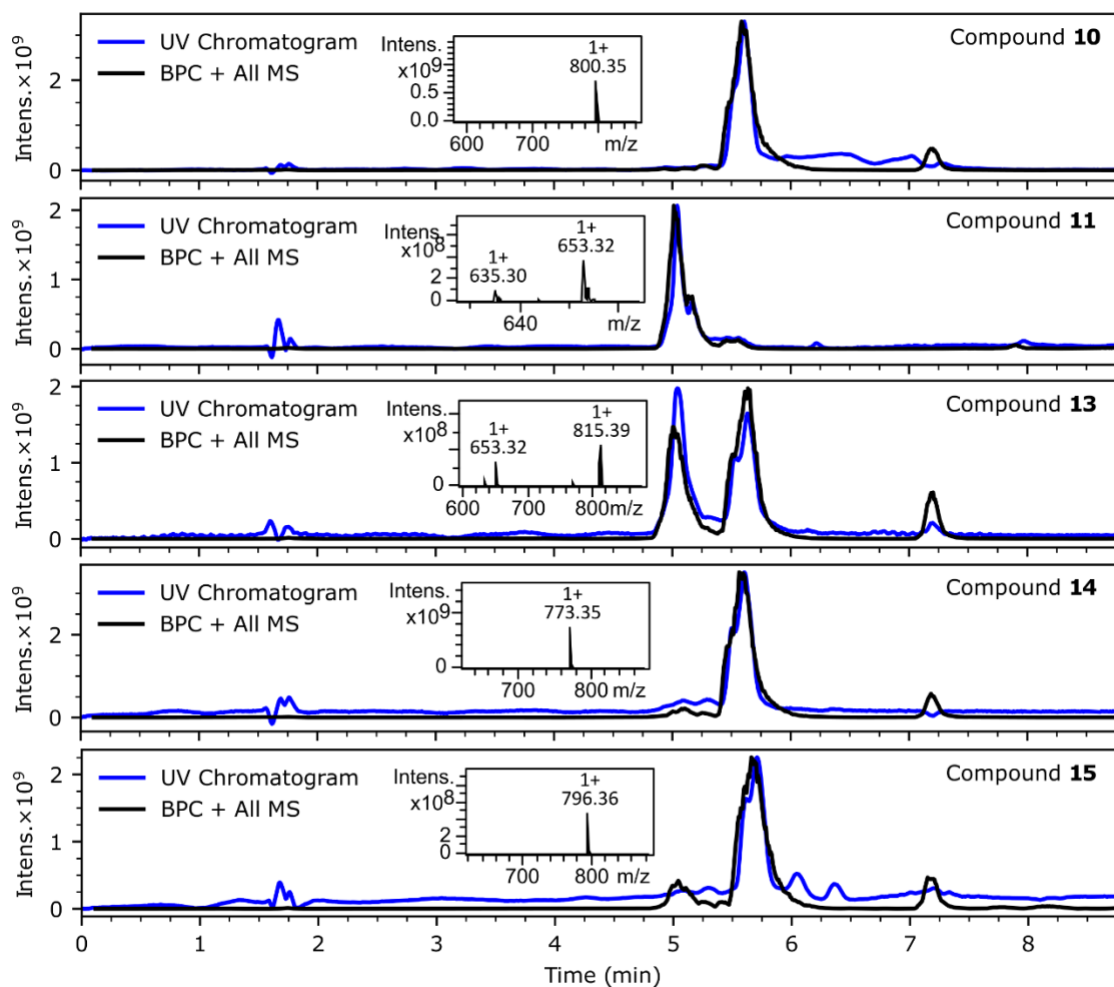 Intens.×10⁹
2
0
UV Chromatogram
BPC + All MS
Intens.
x10⁹
0.5
0.0
1+
800.35
600
700
m/z
Compound 10
Intens.×10⁹
2
1
0
UV Chromatogram
BPC + All MS
Intens.
x10⁸
2
0
1+
635.30
1+
653.32
640
m/z
Compound 11
Intens.×10⁹
2
1
0
UV Chromatogram
BPC + All MS
Intens.
x10⁸
0
1+
653.32
1+
815.39
600
700
800m/z
Compound 13
Intens.×10⁹
2
0
UV Chromatogram
BPC + All MS
Intens.
x10⁹
0
1+
773.35
700
800
m/z
Compound 14
Intens.×10⁹
2
1
0
UV Chromatogram
BPC + All MS
Intens.
x10⁸
2
0
1+
796.36
700
800
m/z
Compound 15
0 1 2 3 4 5 6 7 8
Time (min)